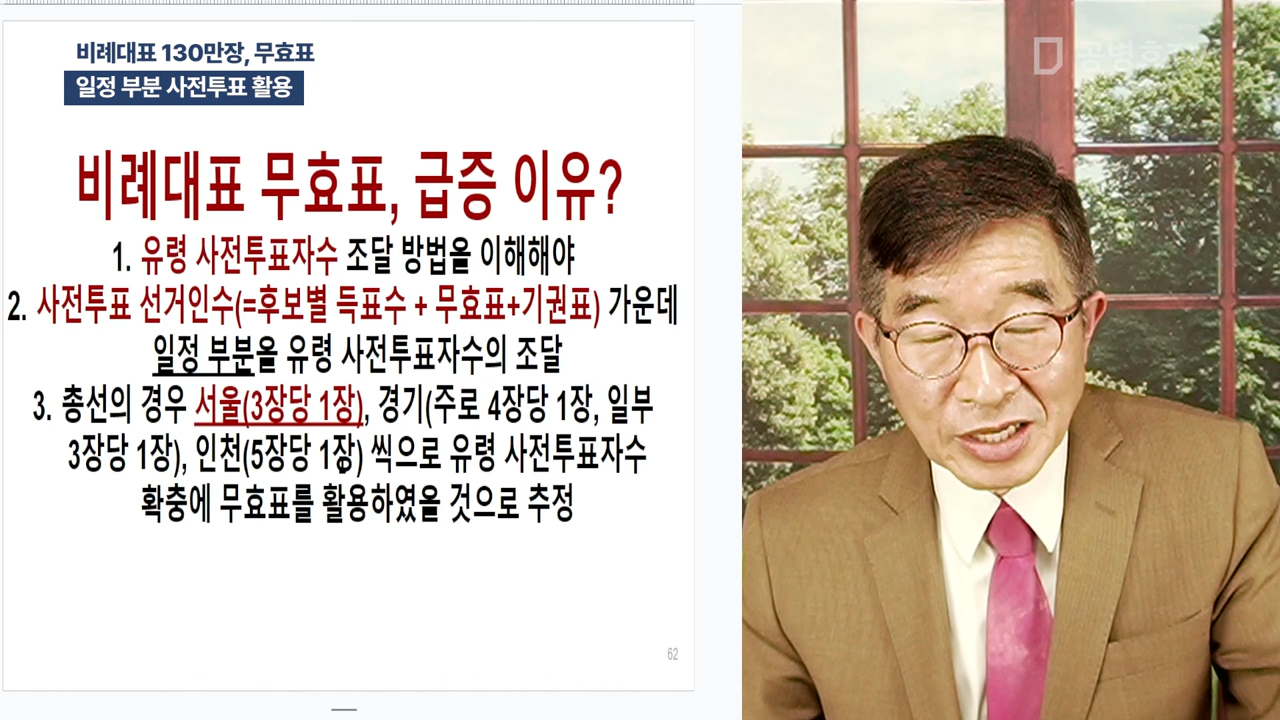 비례대표 130만장, 무효표
일정 부분 사전투표 활용
비례대표 무효표, 급증 이유?
1. 유령 사전투표자수 조달 방법을 이해해야
2. 사전투표 선거인수(=후보별 득표수 + 무효표+기권표) 가운데
일정 부분을 유령 사전투표자수의 조달
3. 총선의 경우 서울(3장당 1장), 경기(주로 4장당 1장, 일부
3장당 1장), 인천(5장당 1장) 씩으로 유령 사전투표자수
확충에 무효표를 활용하였을 것으로 추정
62